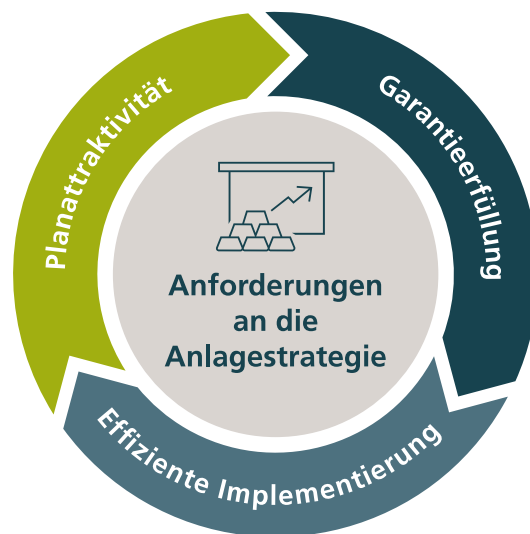 Planattraktivität
Garantieerfüllung
Anforderungen
an die
Anlagestrategie
Effiziente Implementierung